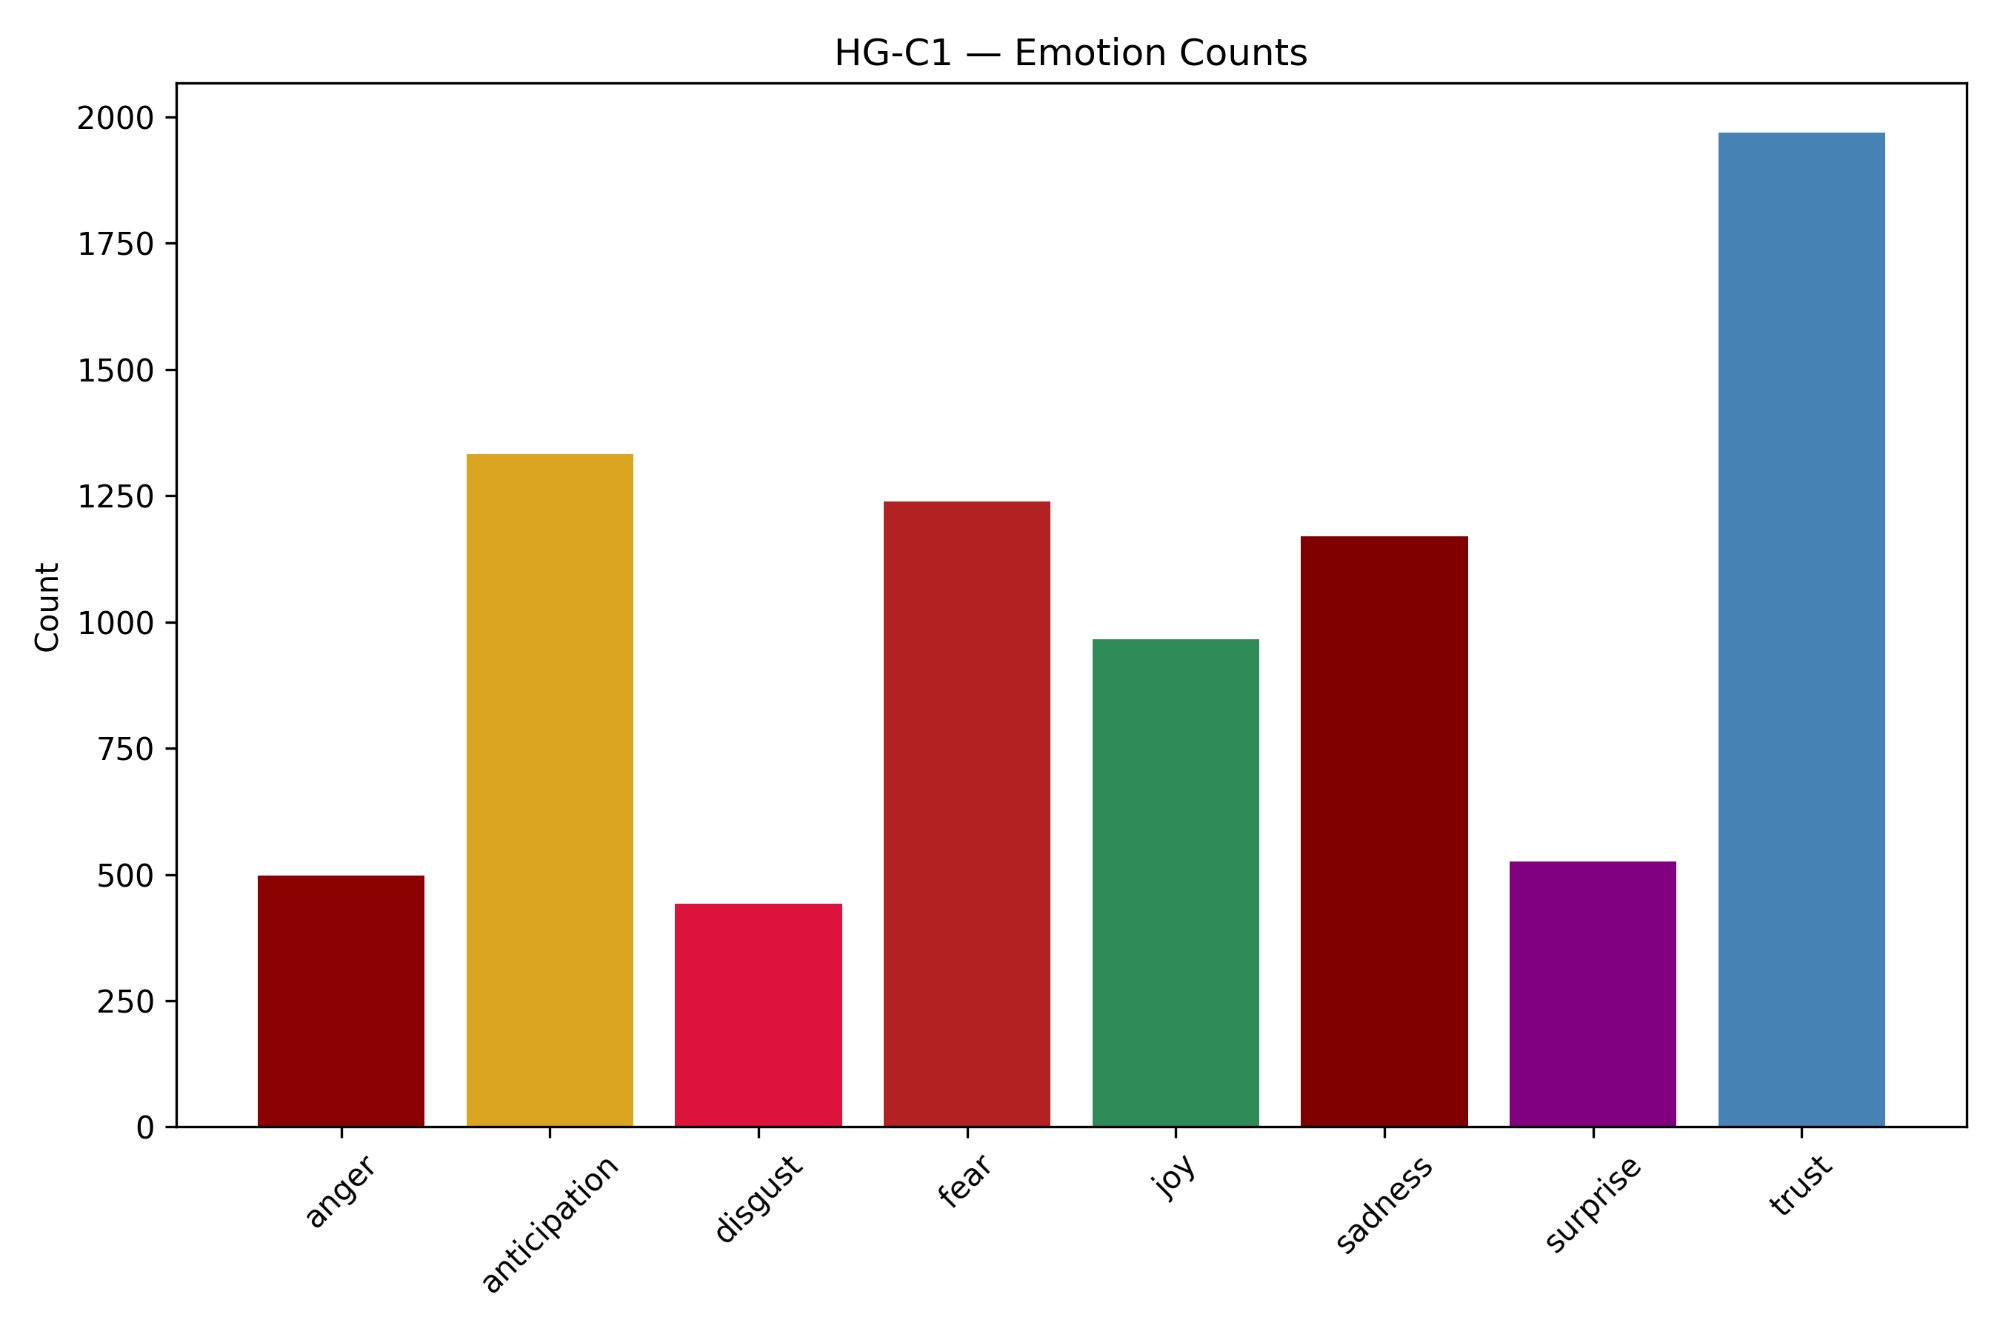 HG-C1 — Emotion Counts
2000
1750
1500
1250
1000
750
500
250
0
Count
anger
anticipation
disgust
fear
joy
sadness
surprise
trust